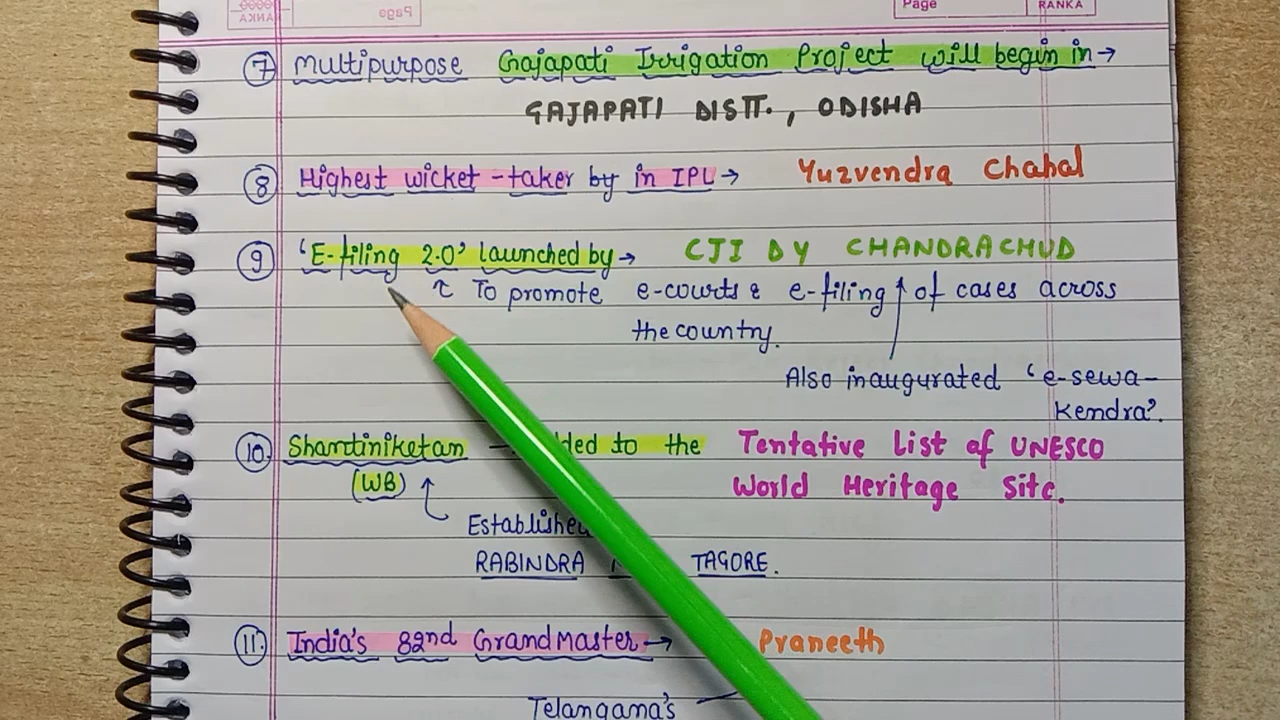 Page RANKA
⑦ Multipurpose Gajapati Irrigation Project will begin in →
GAJAPATI DISTT., ODISHA
⑧ Highest wicket-taker by in IPL → Yuzvendra Chahal
⑨ 'E-filing 2.0' launched by → CJI DY CHANDRACHUD
To promote e-courts & e-filing of cases across
the country.
Also inaugurated 'e-sewa-
Kendra'.
⑩ Shantiniketan to the Tentative List of UNESCO
(WB) World Heritage Site.
Established
RABINDRA TAGORE.
⑪ India's 82nd Grand Master → Praneeth
Telangana's